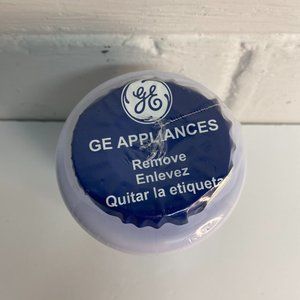 GE
GE APPLIANCES
Remove
Enlevez
Quitar la etiqueta